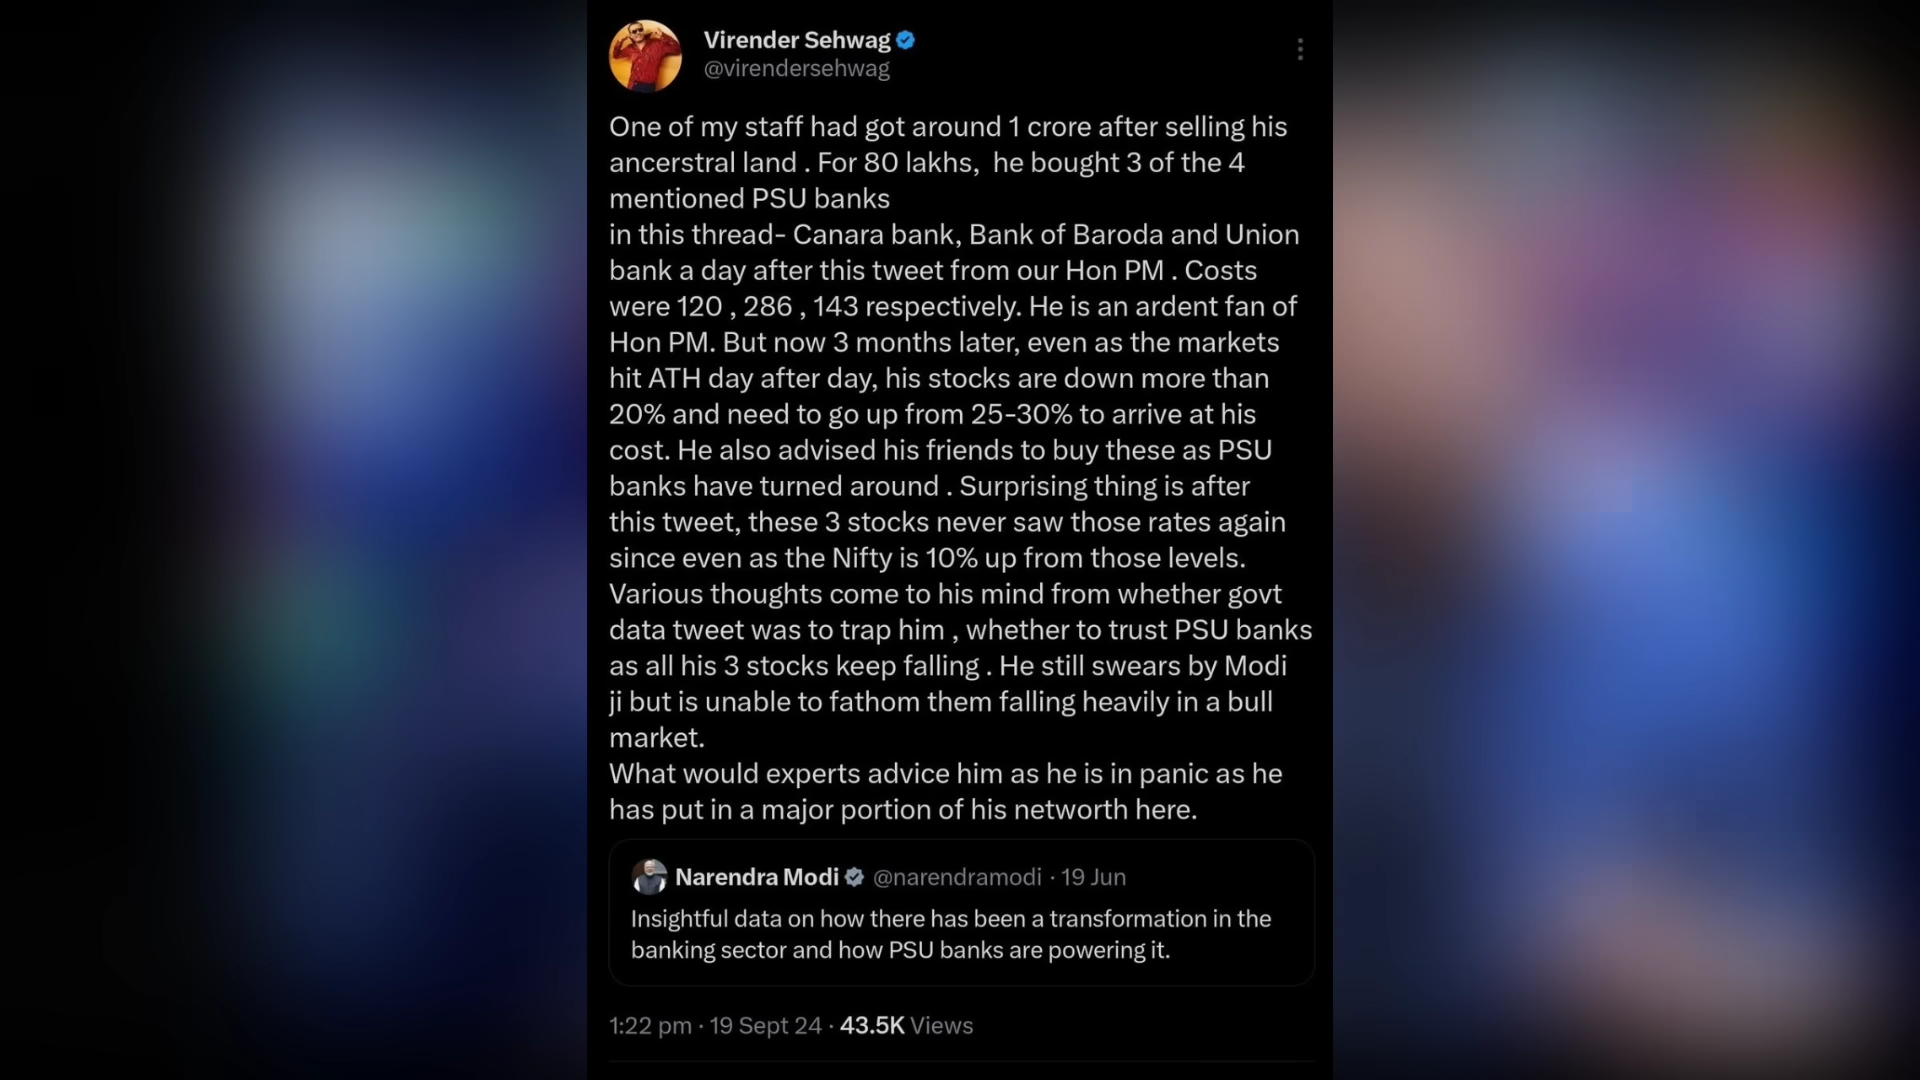 Virender Sehwag
@virendersehwag
One of my staff had got around 1 crore after selling his
ancerstral land . For 80 lakhs,  he bought 3 of the 4
mentioned PSU banks
in this thread- Canara bank, Bank of Baroda and Union
bank a day after this tweet from our Hon PM . Costs
were 120 , 286 , 143 respectively. He is an ardent fan of
Hon PM. But now 3 months later, even as the markets
hit ATH day after day, his stocks are down more than
20% and need to go up from 25-30% to arrive at his
cost. He also advised his friends to buy these as PSU
banks have turned around . Surprising thing is after
this tweet, these 3 stocks never saw those rates again
since even as the Nifty is 10% up from those levels.
Various thoughts come to his mind from whether govt
data tweet was to trap him , whether to trust PSU banks
as all his 3 stocks keep falling . He still swears by Modi
ji but is unable to fathom them falling heavily in a bull
market.
What would experts advice him as he is in panic as he
has put in a major portion of his networth here.
Narendra Modi @narendramodi · 19 Jun
Insightful data on how there has been a transformation in the
banking sector and how PSU banks are powering it.
1:22 pm · 19 Sept 24 · 43.5K Views